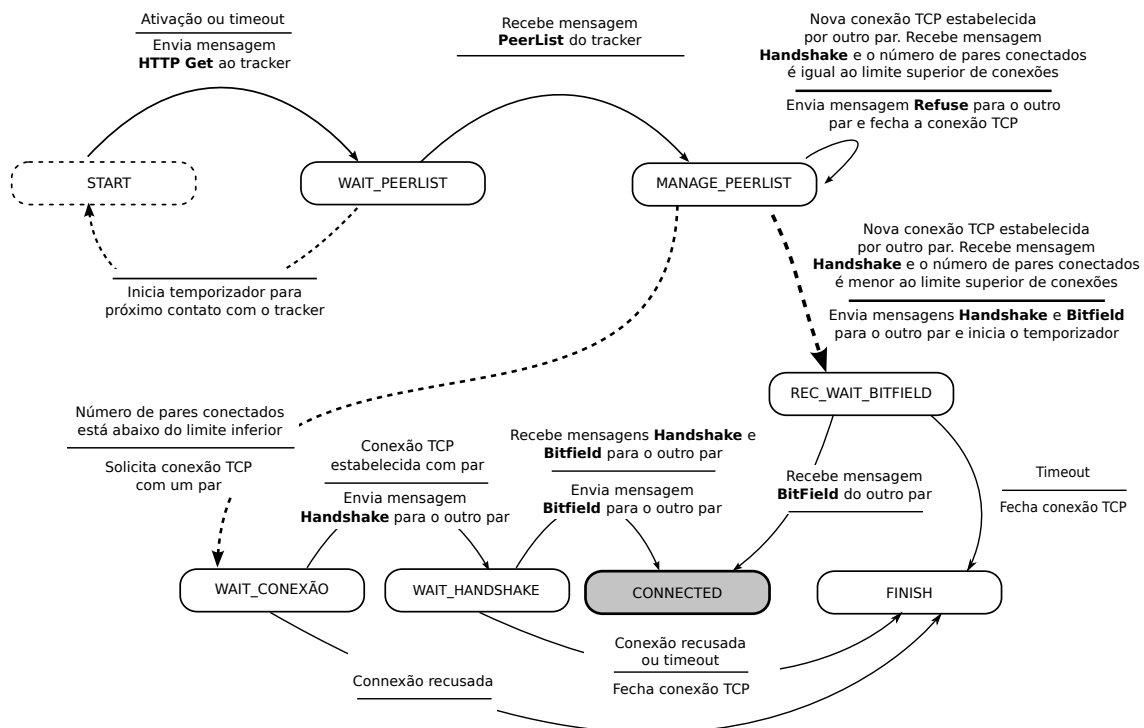 Ativação ou timeout
Envia mensagem
HTTP Get ao tracker
Recebe mensagem
PeerList do tracker
Nova conexão TCP estabelecida
por outro par. Recebe mensagem
Handshake e o número de pares conectados
é igual ao limite superior de conexões
Envia mensagem Refuse para o outro
par e fecha a conexão TCP
START
WAIT_PEERLIST
MANAGE_PEERLIST
Inicia temporizador para
próximo contato com o tracker
Nova conexão TCP estabelecida
por outro par. Recebe mensagem
Handshake e o número de pares conectados
é menor ao limite superior de conexões
Envia mensagens Handshake e Bitfield
para o outro par e inicia o temporizador
REC_WAIT_BITFIELD
Número de pares conectados
está abaixo do limite inferior
Solicita conexão TCP
com um par
Conexão TCP
estabelecida com par
Envia mensagem
Handshake para o outro par
Recebe mensagens Handshake e
Bitfield para o outro par
Envia mensagem
Bitfield para o outro par
Recebe mensagem
BitField do outro par
Timeout
Fecha conexão TCP
WAIT_CONEXÃO
WAIT_HANDSHAKE
CONNECTED
FINISH
Conexão recusada
ou timeout
Fecha conexão TCP
Connexão recusada